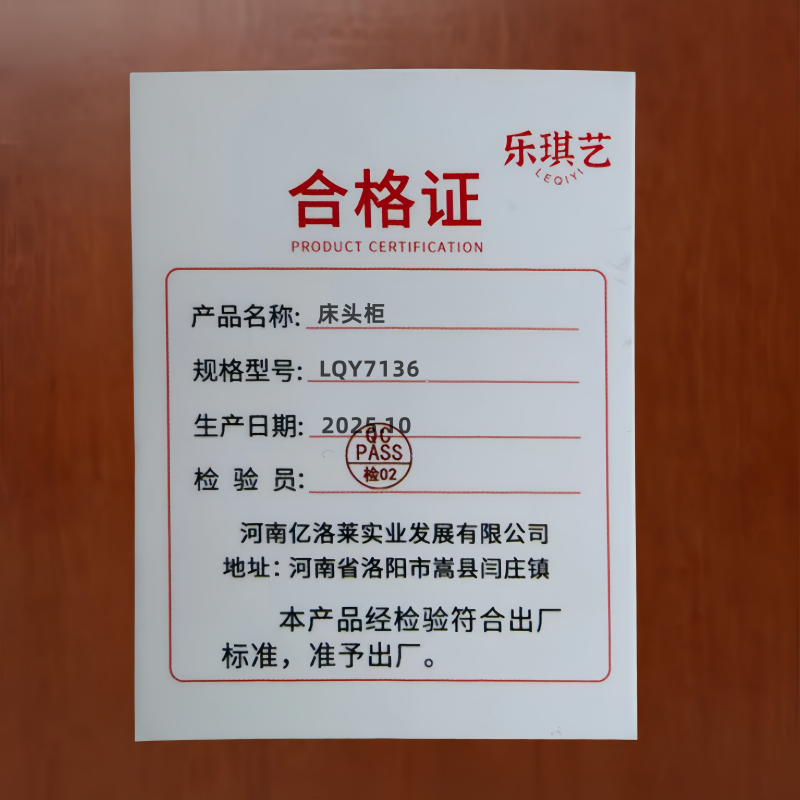 乐琪艺
LEQIYI
合格证
PRODUCT CERTIFICATION
产品名称: 床头柜
规格型号: LQY7136
生产日期: 2025.10
QC
PASS
检02
检 验 员:
河南亿洛莱实业发展有限公司
地址：河南省洛阳市嵩县闫庄镇
本产品经检验符合出厂
标准，准予出厂。